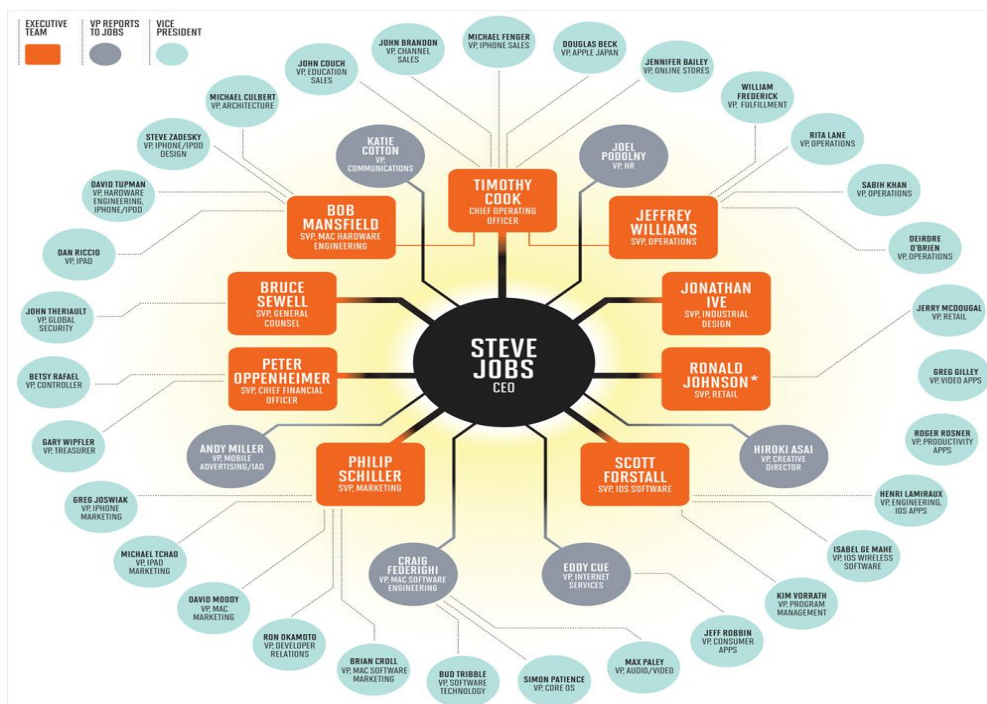 EXECUTIVE
TEAM
VP REPORTS
TO JOBS
VICE
PRESIDENT
MICHAEL FENGER
VP, IPHONE SALES
JOHN BRANDON
VP, CHANNEL
SALES
DOUGLAS BECK
VP, APPLE JAPAN
JOHN COUCH
VP, EDUCATION
SALES
JENNIFER BAILEY
VP, ONLINE STORES
MICHAEL CULBERT
VP, ARCHITECTURE
WILLIAM
FREDERICK
VP, FULFILLMENT
STEVE ZADESKY
VP, IPHONE/IPOD
DESIGN
KATIE
COTTON
VP,
COMMUNICATIONS
JOEL
PODOLNY
VP, HR
RITA LANE
VP, OPERATIONS
DAVID TUPMAN
VP, HARDWARE
ENGINEERING,
IPHONE/IPOD
BOB
MANSFIELD
SVP, MAC HARDWARE
ENGINEERING
TIMOTHY
COOK
CHIEF OPERATING
OFFICER
JEFFREY
WILLIAMS
SVP, OPERATIONS
SABIH KHAN
VP, OPERATIONS
DAN RICCIO
VP, IPAD
DEIRDRE
O'BRIEN
VP, OPERATIONS
BRUCE
SEWELL
SVP, GENERAL
COUNSEL
JONATHAN
IVE
SVP, INDUSTRIAL
DESIGN
JOHN THERIAULT
VP, GLOBAL
SECURITY
JERRY MCDOUGAL
VP, RETAIL
STEVE
JOBS
CEO
BETSY RAFAEL
VP, CONTROLLER
PETER
OPPENHEIMER
SVP, CHIEF FINANCIAL
OFFICER
RONALD
JOHNSON*
SVP, RETAIL
GREG GILLEY
VP, VIDEO APPS
GARY WIPFLER
VP, TREASURER
ANDY MILLER
VP, MOBILE
ADVERTISING/IAD
HIROKI ASAI
VP, CREATIVE
DIRECTOR
ROGER ROSNER
VP, PRODUCTIVITY
APPS
PHILIP
SCHILLER
SVP, MARKETING
SCOTT
FORSTALL
SVP, IOS SOFTWARE
GREG JOSWIAK
VP, IPHONE
MARKETING
HENRI LAMIRAUX
VP, ENGINEERING,
IOS APPS
MICHAEL TCHAO
VP, IPAD
MARKETING
ISABEL GE MAHE
VP, IOS WIRELESS
SOFTWARE
CRAIG
FEDERIGHI
VP, MAC SOFTWARE
ENGINEERING
EDDY CUE
VP, INTERNET
SERVICES
DAVID MOODY
VP, MAC
MARKETING
KIM VORRATH
VP, PROGRAM
MANAGEMENT
RON OKAMOTO
VP, DEVELOPER
RELATIONS
JEFF ROBBIN
VP, CONSUMER
APPS
BRIAN CROLL
VP, MAC SOFTWARE
MARKETING
BUD TRIBBLE
VP, SOFTWARE
TECHNOLOGY
SIMON PATIENCE
VP, CORE OS
MAX PALEY
VP, AUDIO/VIDEO